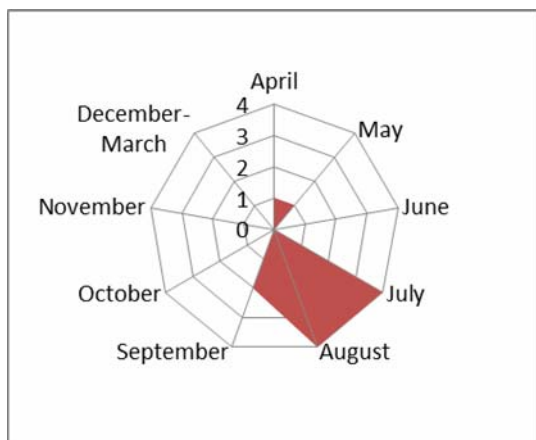 April
May
June
July
August
September
October
November
December-
March
4
3
2
1
0